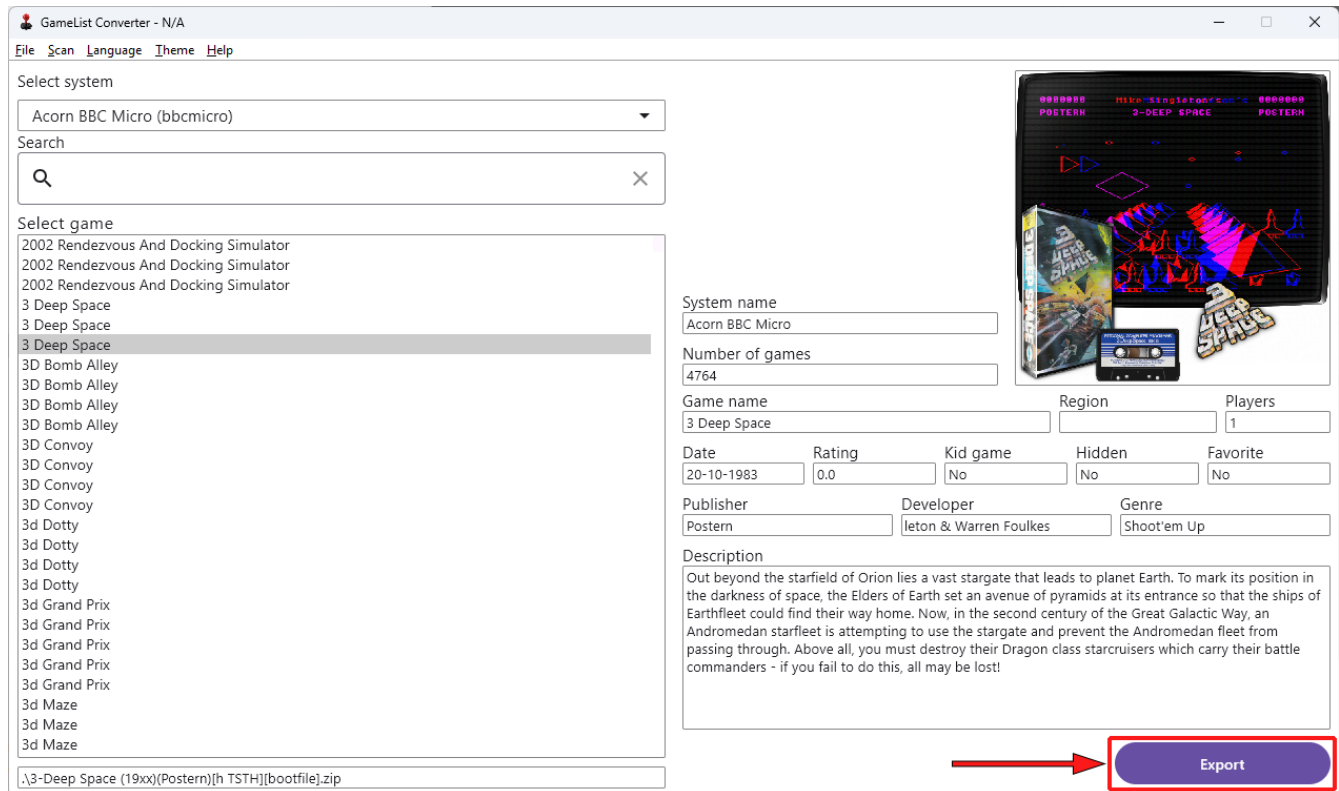 GameList Converter - N/A
File Scan Language Theme Help
Select system
Acorn BBC Micro (bbcmicro)
Search
Select game
2002 Rendezvous And Docking Simulator
2002 Rendezvous And Docking Simulator
2002 Rendezvous And Docking Simulator
3 Deep Space
3 Deep Space
3 Deep Space
3D Bomb Alley
3D Bomb Alley
3D Bomb Alley
3D Bomb Alley
3D Convoy
3D Convoy
3D Convoy
3D Convoy
3d Dotty
3d Dotty
3d Dotty
3d Dotty
3d Grand Prix
3d Grand Prix
3d Grand Prix
3d Grand Prix
3d Grand Prix
3d Maze
3d Maze
3d Maze
.\3-Deep Space (19xx)(Postern)[h TSTH][bootfile].zip
0000000 0000000
POSTERN 3-DEEP SPACE POSTERN
3 DEEP SPACE
3 DEEP SPACE
3 DEEP SPACE
System name
Acorn BBC Micro
Number of games
4764
Game name Region Players
3 Deep Space 1
Date Rating Kid game Hidden Favorite
20-10-1983 0.0 No No No
Publisher Developer Genre
Postern leton & Warren Foulkes Shoot'em Up
Description
Out beyond the starfield of Orion lies a vast stargate that leads to planet Earth. To mark its position in
the darkness of space, the Elders of Earth set an avenue of pyramids at its entrance so that the ships of
Earthfleet could find their way home. Now, in the second century of the Great Galactic Way, an
Andromedan starfleet is attempting to use the stargate and prevent the Andromedan fleet from
passing through. Above all, you must destroy their Dragon class starcruisers which carry their battle
commanders - if you fail to do this, all may be lost!
Export